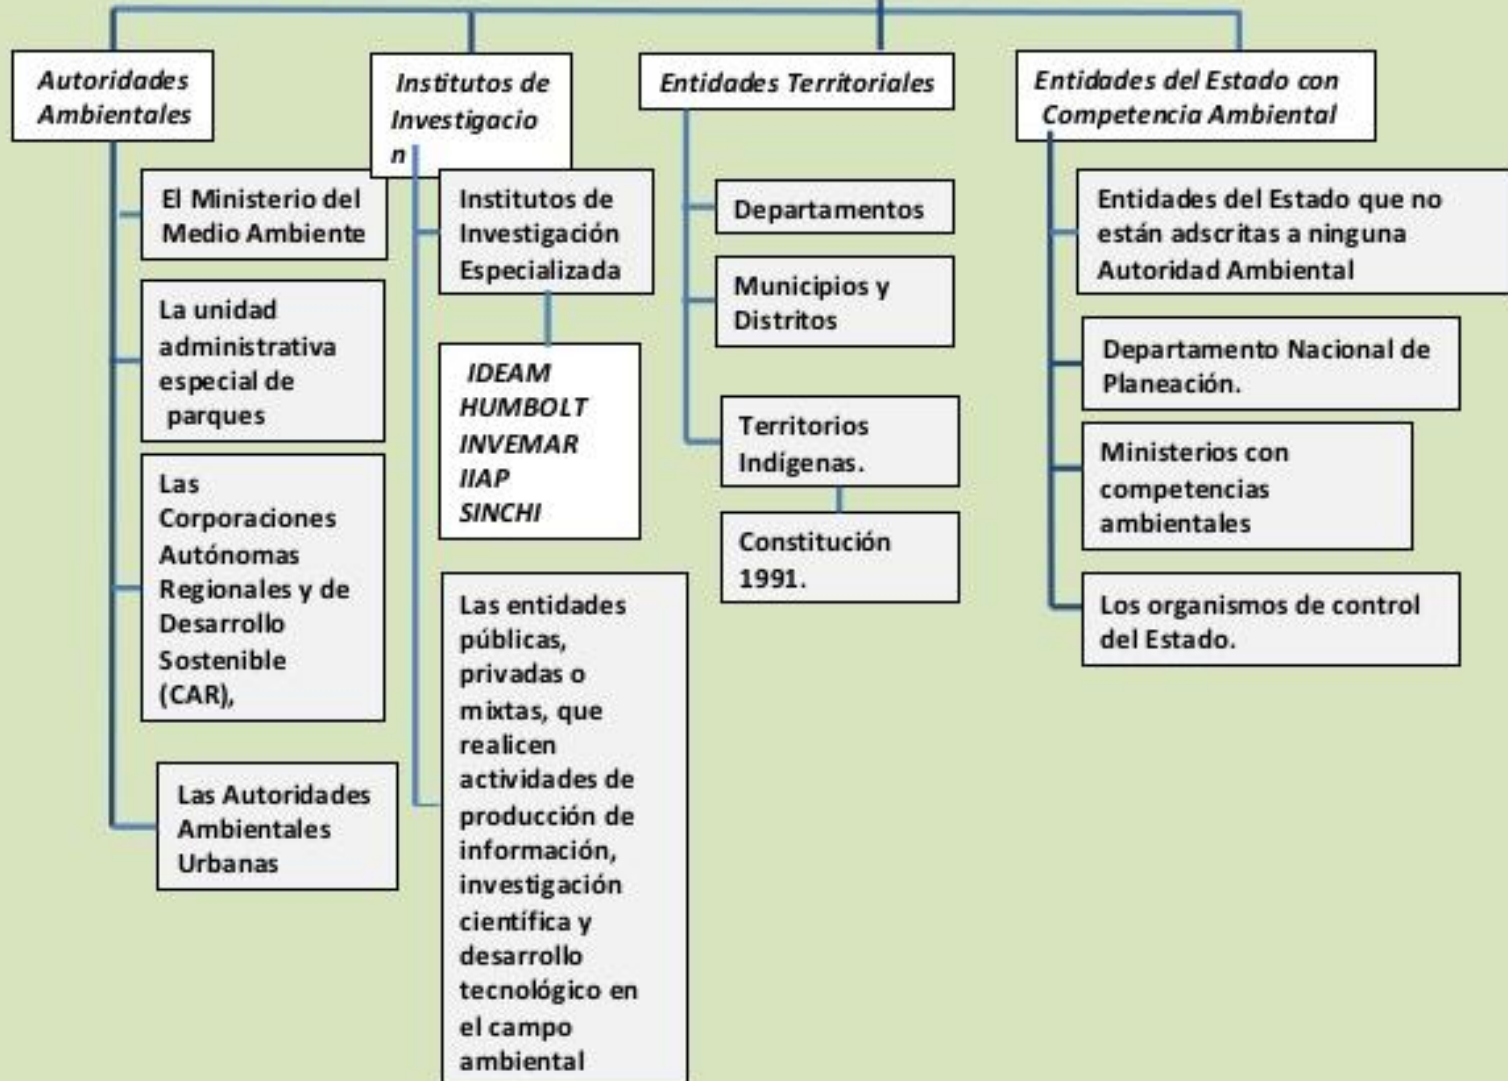 Autoridades
Ambientales
El Ministerio del
Medio Ambiente
La unidad
administrativa
especial de
parques
Las
Corporaciones
Autónomas
Regionales y de
Desarrollo
Sostenible
(CAR),
Las Autoridades
Ambientales
Urbanas
Institutos de
Investigacio
n
Institutos de
Investigación
Especializada
IDEAM
HUMBOLT
INVEMAR
IIAP
SINCHI
Las entidades
públicas,
privadas o
mixtas, que
realicen
actividades de
producción de
información,
investigación
científica y
desarrollo
tecnológico en
el campo
ambiental
Entidades Territoriales
Departamentos
Municipios y
Distritos
Territorios
Indígenas.
Constitución
1991.
Entidades del Estado con
Competencia Ambiental
Entidades del Estado que no
están adscritas a ninguna
Autoridad Ambiental
Departamento Nacional de
Planeación.
Ministerios con
competencias
ambientales
Los organismos de control
del Estado.